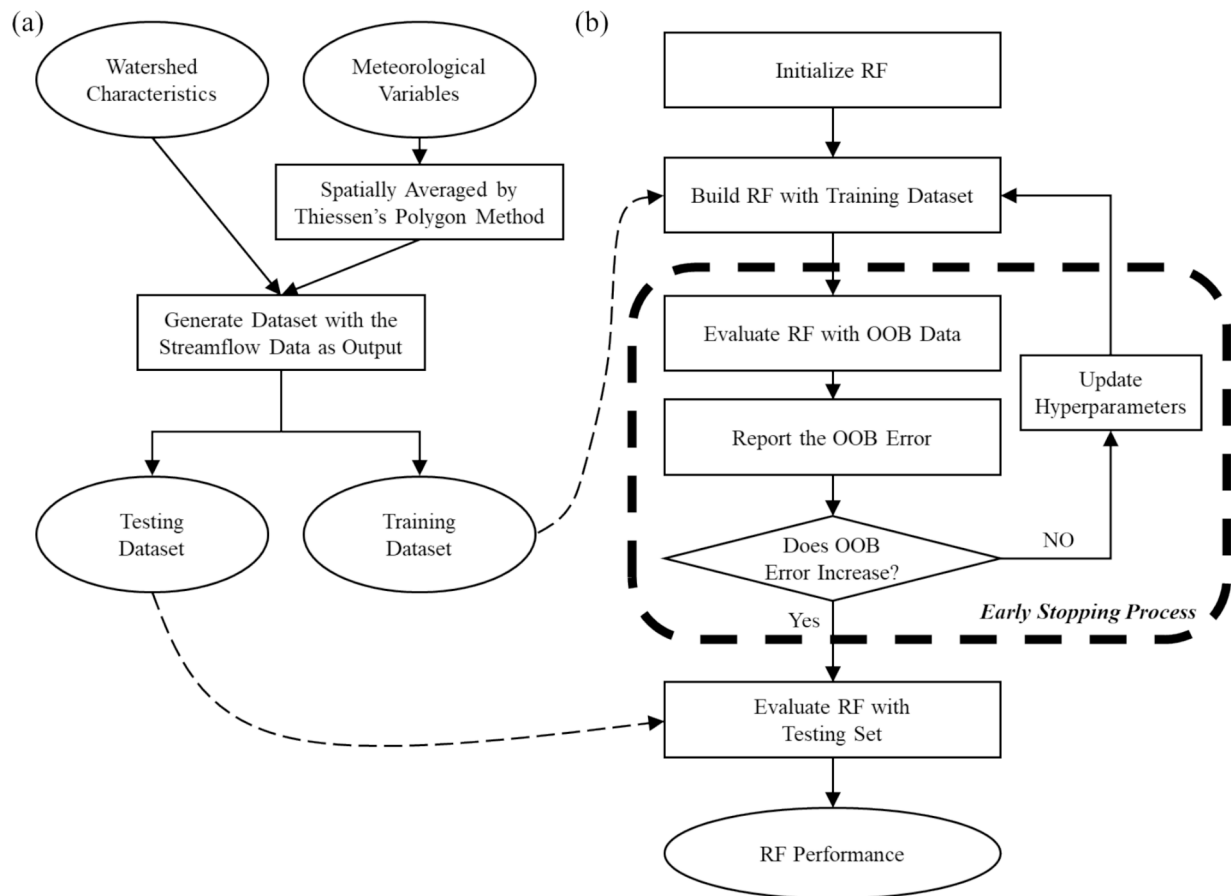 (a)
Watershed
Characteristics
Meteorological
Variables
Spatially Averaged by
Thiessen's Polygon Method
Generate Dataset with the
Streamflow Data as Output
Testing
Dataset
Training
Dataset
(b)
Initialize RF
Build RF with Training Dataset
Evaluate RF with OOB Data
Report the OOB Error
Update
Hyperparameters
Does OOB
Error Increase?
NO
Yes
Early Stopping Process
Evaluate RF with
Testing Set
RF Performance